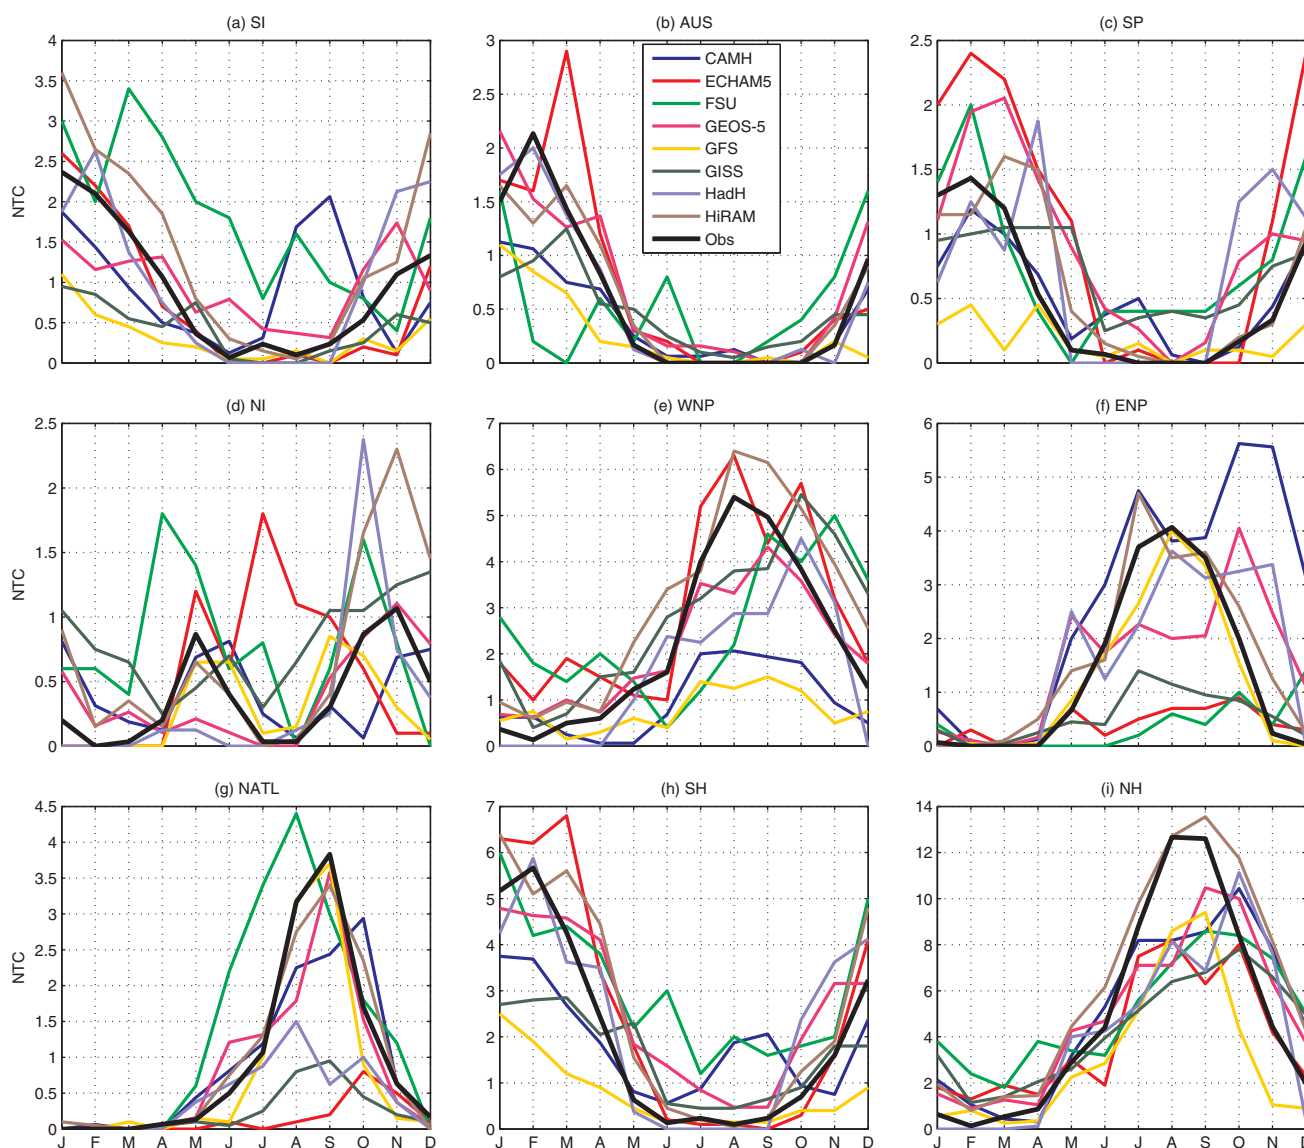 (a) SI
(b) AUS
(c) SP
4
3.5
3
2.5
2
1.5
1
0.5
0
NTC
3
2.5
2
1.5
1
0.5
0
CAMH
ECHAM5
FSU
GEOS-5
GFS
GISS
HadH
HiRAM
Obs
2.5
2
1.5
1
0.5
0
(d) NI
(e) WNP
(f) ENP
2.5
2
1.5
1
0.5
0
NTC
7
6
5
4
3
2
1
0
6
5
4
3
2
1
0
(g) NATL
(h) SH
(i) NH
4.5
4
3.5
3
2.5
2
1.5
1
0.5
0
NTC
J F M A M J J A S O N D
7
6
5
4
3
2
1
0
J F M A M J J A S O N D
14
12
10
8
6
4
2
0
J F M A M J J A S O N D